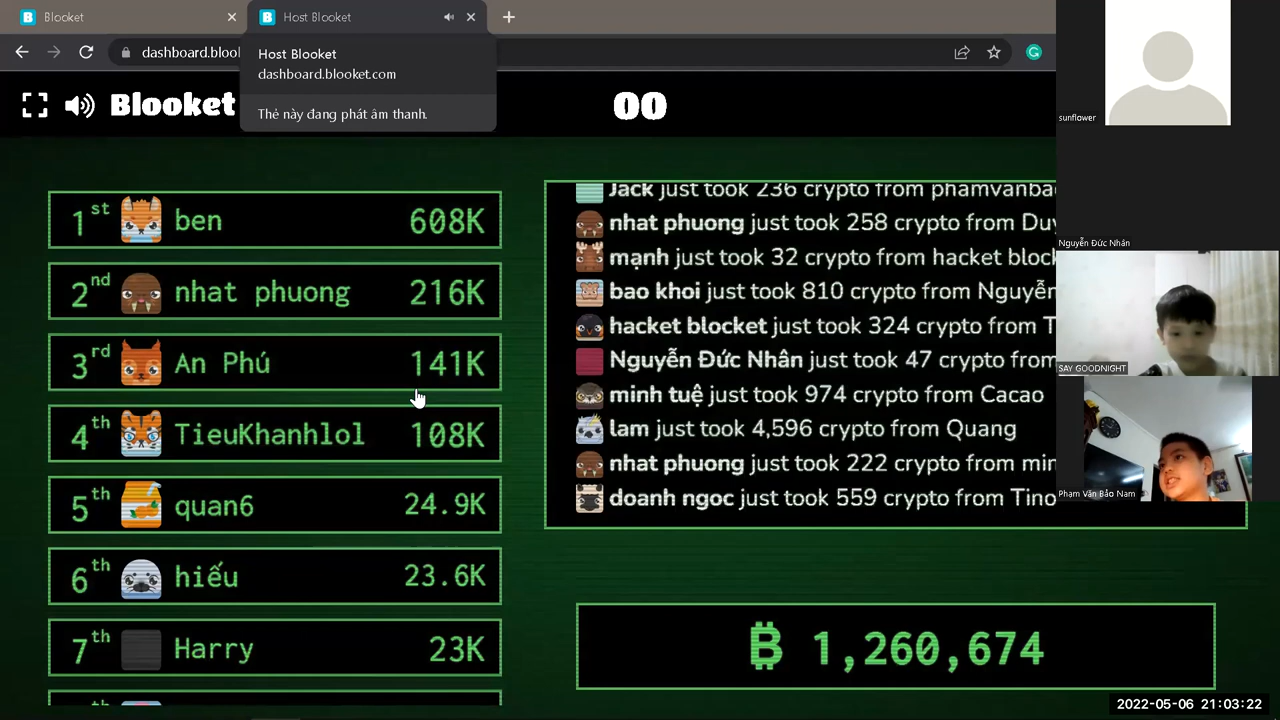 Blooket
Host Blooket
dashboard.bloo
Host Blooket
dashboard.blooket.com
Thẻ này đang phát âm thanh.
Blooket
00
1st ben 608K
2nd nhat phuong 216K
3rd An Phú 141K
4th TieuKhanhlol 108K
5th quan6 24.9K
6th hiếu 23.6K
7th Harry 23K
th
Jack just took 236 crypto from phamvanba
nhat phuong just took 258 crypto from Duy
mạnh just took 32 crypto from hacket block
bao khoi just took 810 crypto from Nguyễn
hacket blocket just took 324 crypto from T
Nguyễn Đức Nhân just took 47 crypto from
minh tuệ just took 974 crypto from Cacao
lam just took 4,596 crypto from Quang
nhat phuong just took 222 crypto from min
doanh ngoc just took 559 crypto from Tino
₿ 1,260,674
sunflower
Nguyễn Đức Nhân
SAY GOODNIGHT
Phạm Văn Bảo Nam
2022-05-06 21:03:22